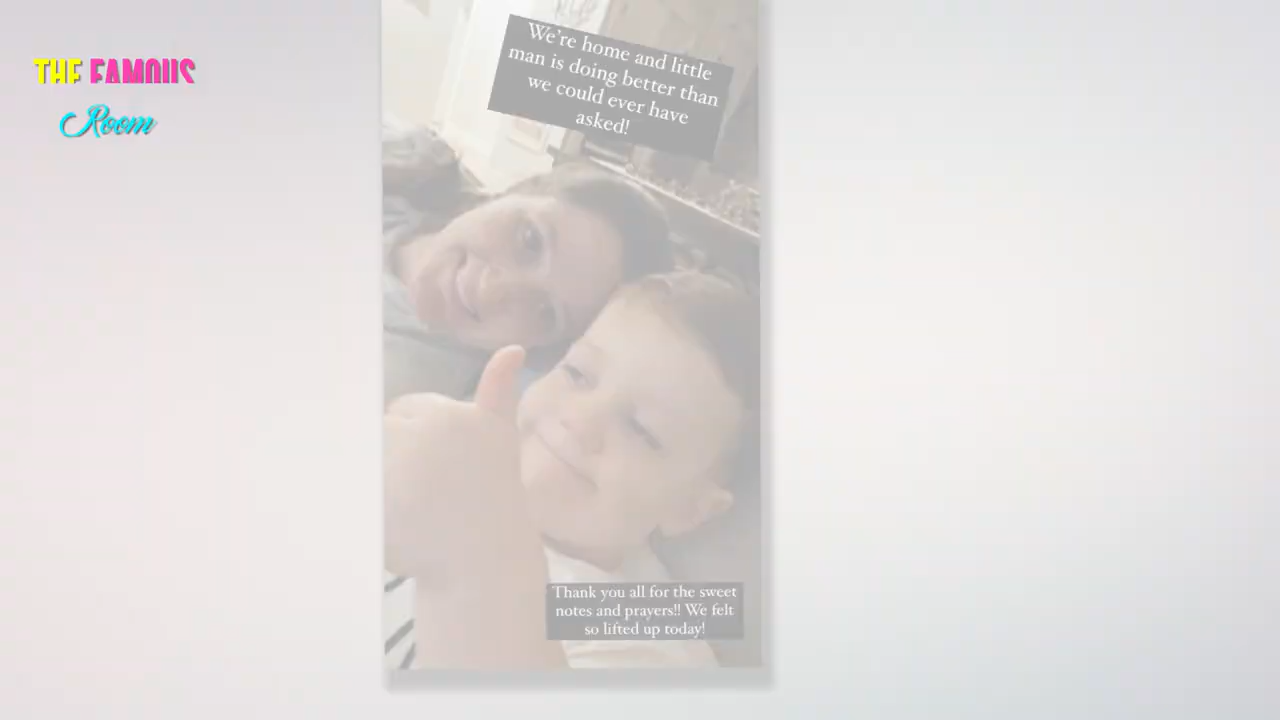 THE FAMOUS
Room
We're home and little
man is doing better than
we could ever have
asked!
Thank you all for the sweet
notes and prayers!! We felt
so lifted up today!